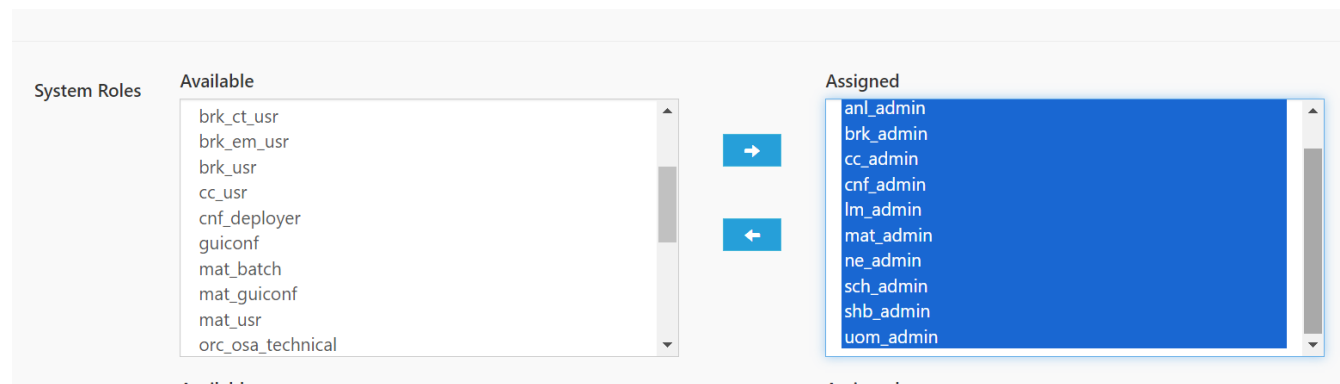 System Roles
Available
brk_ct_usr
brk_em_usr
brk_usr
cc_usr
cnf_deployer
guiconf
mat_batch
mat_guiconf
mat_usr
orc_osa_technical
Assigned
anl_admin
brk_admin
cc_admin
cnf_admin
lm_admin
mat_admin
ne_admin
sch_admin
shb_admin
uom_admin